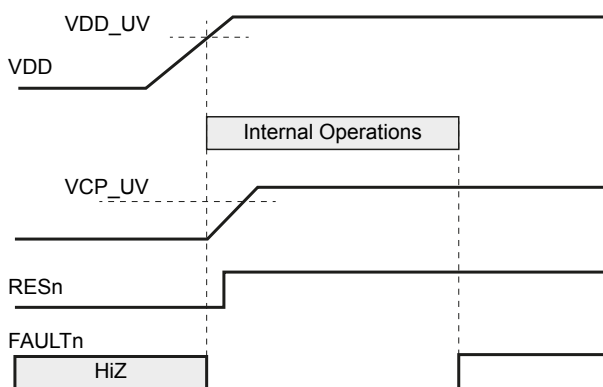 VDD_UV
VDD
Internal Operations
VCP_UV
RESn
FAULTn
HiZ